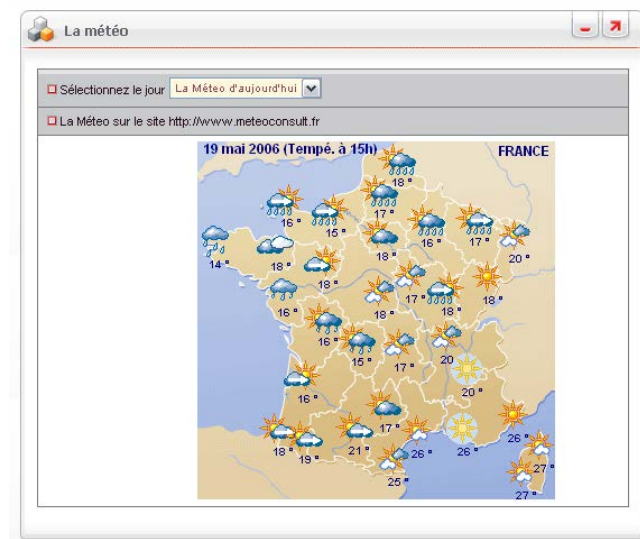 La météo
Sélectionnez le jour La Méteo d'aujourd'hui
La Méteo sur le site http://www.meteoconsult.fr
19 mai 2006 (Tempé. à 15h) FRANCE
18 °
17 °
16 ° 15 ° 18 ° 16 ° 17 ° 20 °
14 ° 18 ° 18 °
16 ° 18 ° 17 ° 18 ° 18 °
16 ° 15 ° 17 ° 20
16 ° 20 °
17 ° 26 °
18 ° 19 ° 21 ° 26 ° 26 ° 27 °
25 ° 27 °